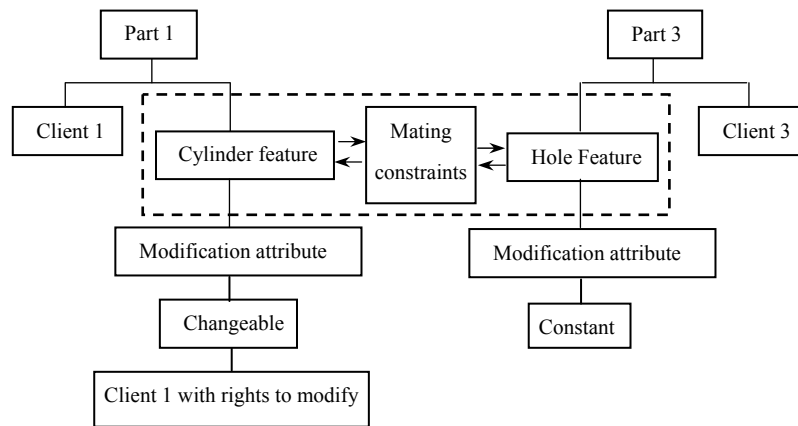 Part 1
Part 3
Client 1
Client 3
Cylinder feature
Mating
constraints
Hole Feature
Modification attribute
Modification attribute
Changeable
Constant
Client 1 with rights to modify